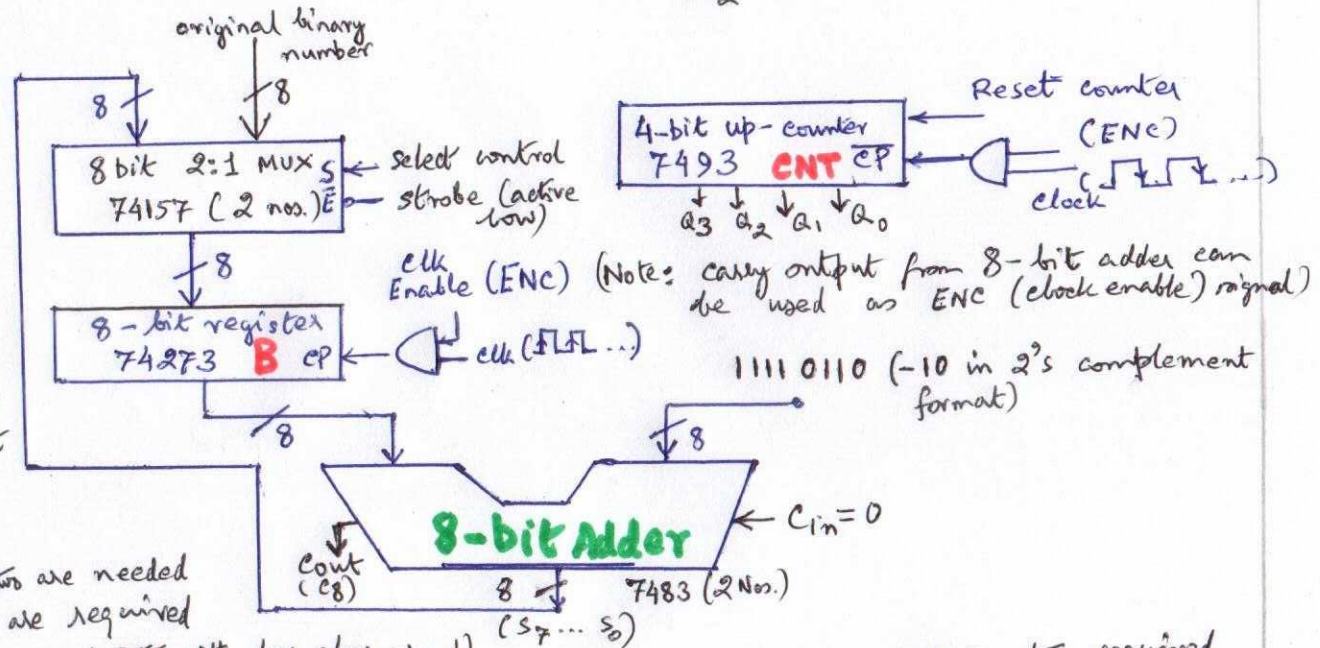 original binary
number
8
8
8 bit 2:1 MUX S
74157 (2 nos.) E
select control
strobe (active
low)
4-bit up-counter
7493 CNT CP
Reset counter
(ENC)
clock
Q3 Q2 Q1 Q0
8
clk
Enable (ENC)
(Note: carry output from 8-bit adder can
be used as ENC (clock enable) signal)
8-bit register
74273 B CP
clk (...)
1111 0110 (-10 in 2's complement
format)
8
8
8-bit Adder
Cin=0
Cout
(C8)
8
7483 (2 Nos.)
(S7 ... S0)
are needed
are required
required